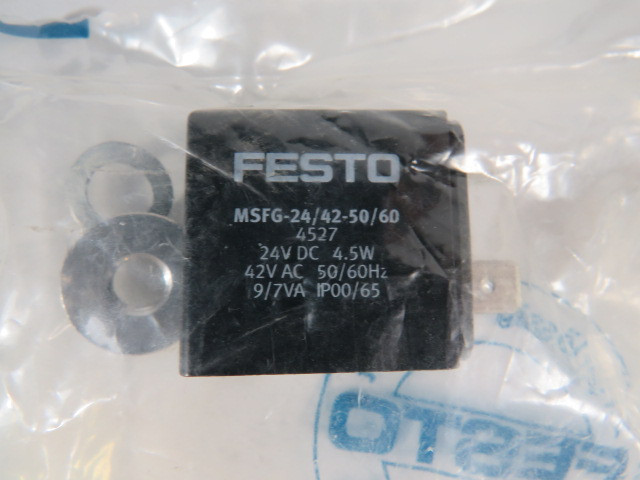 FESTO
MSFG-24/42-50/60
4527
24V DC 4.5W
42V AC 50/60Hz
9/7VA IP00/65
FESTO